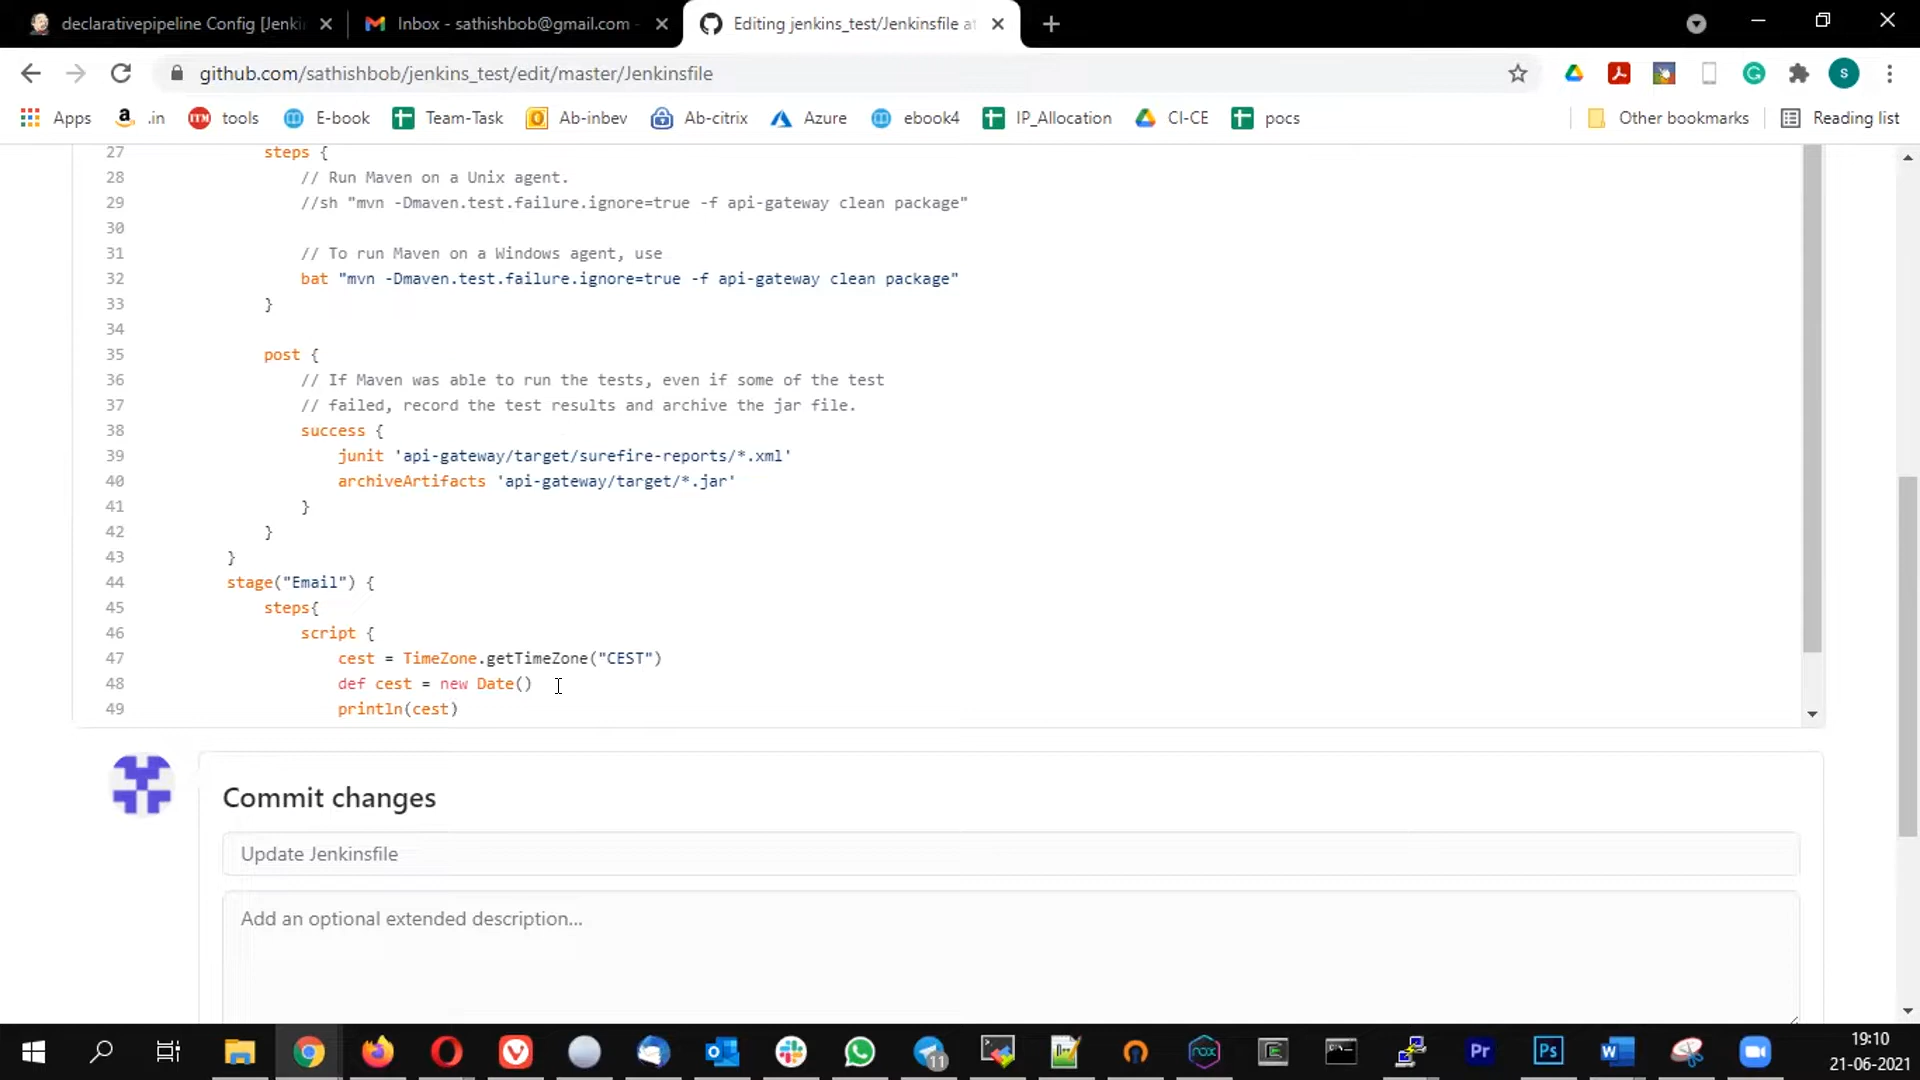 declarativepipeline Config [Jenki
Inbox - sathishbob@gmail.com -
Editing jenkins_test/Jenkinsfile at
github.com/sathishbob/jenkins_test/edit/master/Jenkinsfile
S
Apps
.in
ITM
tools
E-book
Team-Task
Ab-inbev
Ab-citrix
Azure
ebook4
IP_Allocation
CI-CE
pocs
Other bookmarks
Reading list
27 steps {
28 // Run Maven on a Unix agent.
29 //sh "mvn -Dmaven.test.failure.ignore=true -f api-gateway clean package"
30
31 // To run Maven on a Windows agent, use
32 bat "mvn -Dmaven.test.failure.ignore=true -f api-gateway clean package"
33 }
34
35 post {
36 // If Maven was able to run the tests, even if some of the test
37 // failed, record the test results and archive the jar file.
38 success {
39 junit 'api-gateway/target/surefire-reports/*.xml'
40 archiveArtifacts 'api-gateway/target/*.jar'
41 }
42 }
43 }
44 stage("Email") {
45 steps{
46 script {
47 cest = TimeZone.getTimeZone("CEST")
48 def cest = new Date()
49 println(cest)
Commit changes
Update Jenkinsfile
Add an optional extended description...
11
nox
Pr
Ps
W
19:10
21-06-2021